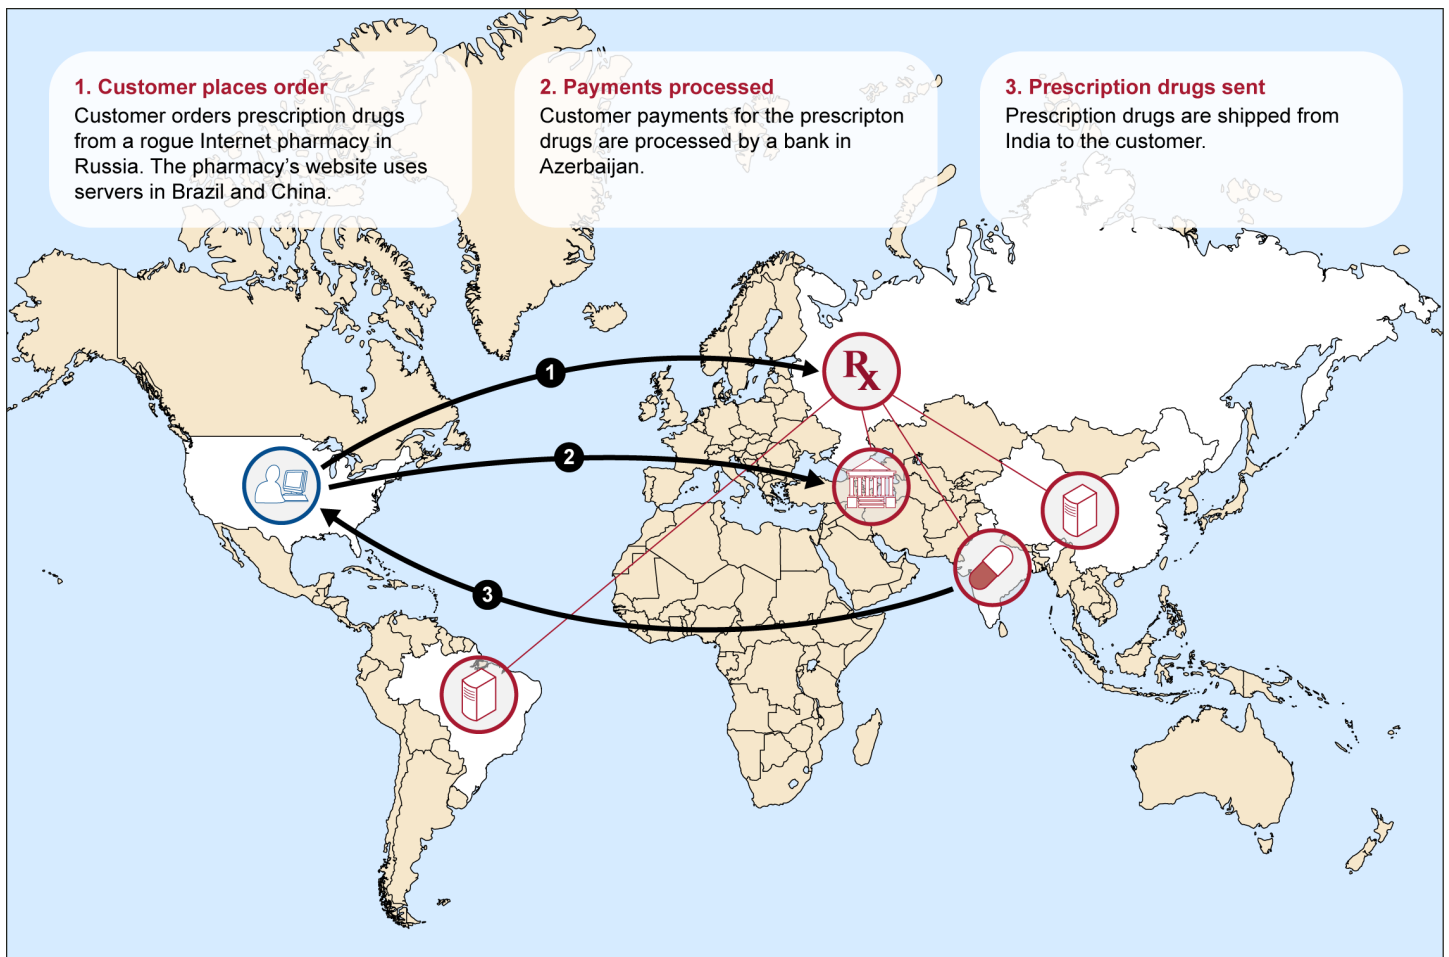 1. Customer places order
Customer orders prescription drugs
from a rogue Internet pharmacy in
Russia. The pharmacy's website uses
servers in Brazil and China.
2. Payments processed
Customer payments for the prescripton
drugs are processed by a bank in
Azerbaijan.
3. Prescription drugs sent
Prescription drugs are shipped from
India to the customer.
1
Rx
2
3